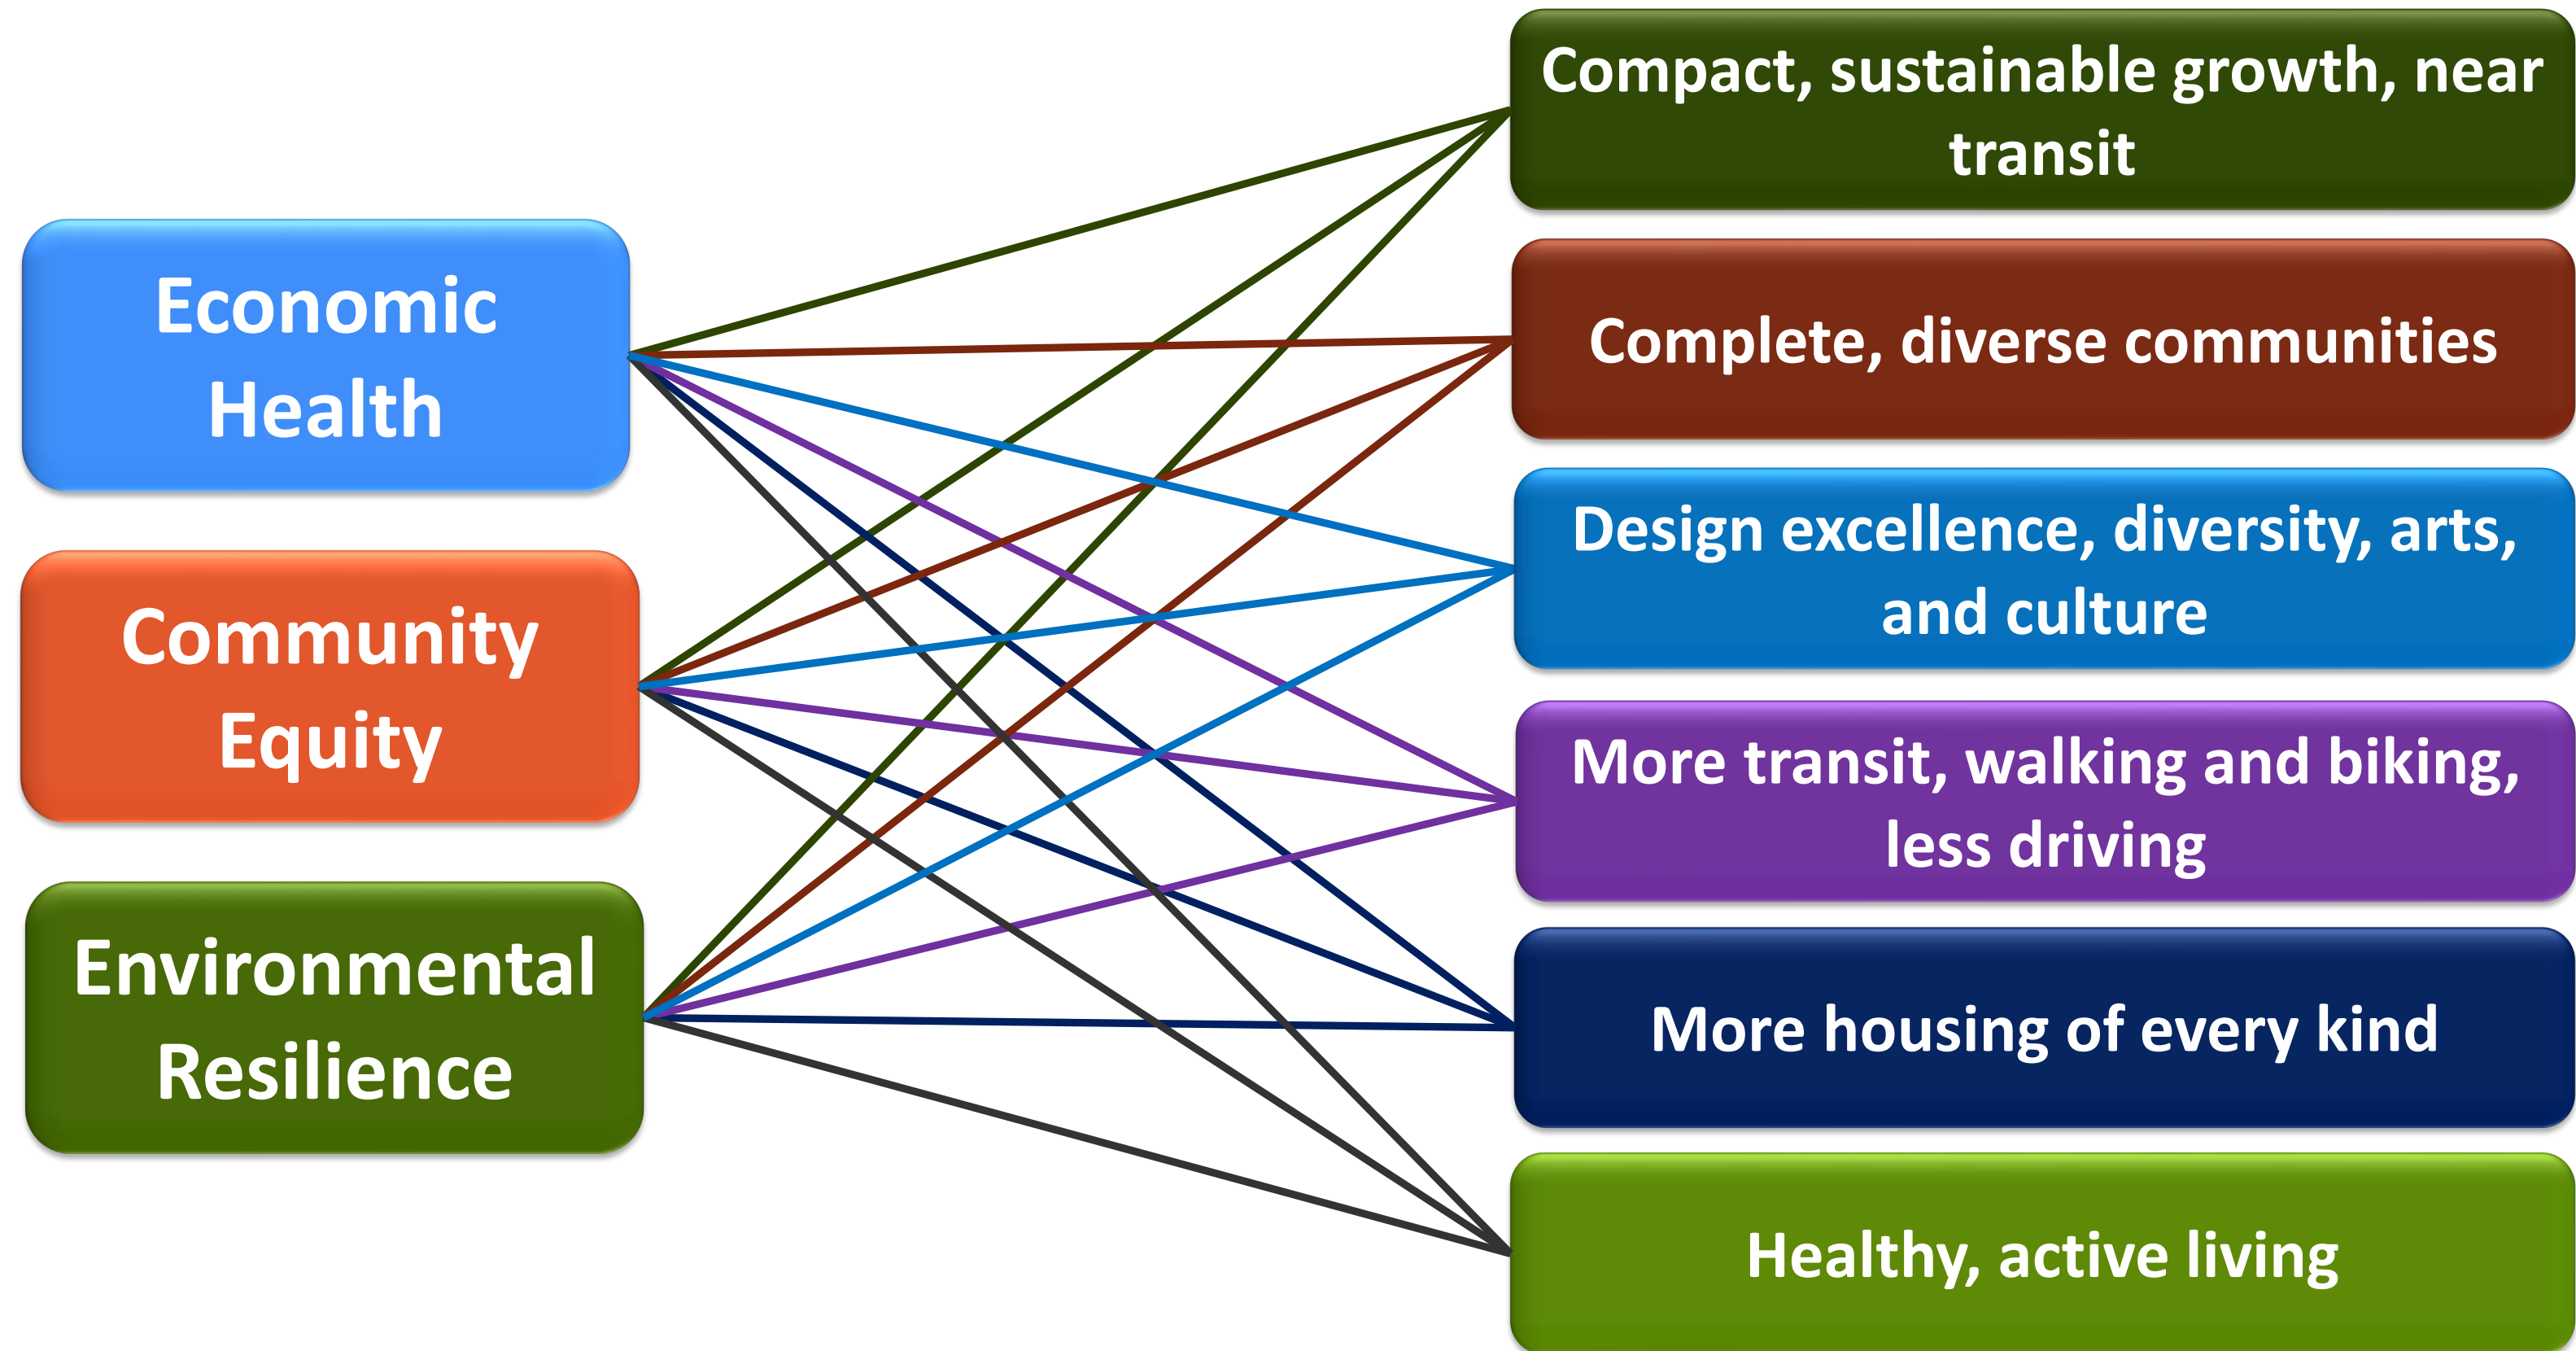 Economic
Health
Community
Equity
Environmental
Resilience
Compact, sustainable growth, near
transit
Complete, diverse communities
Design excellence, diversity, arts,
and culture
More transit, walking and biking,
less driving
More housing of every kind
Healthy, active living